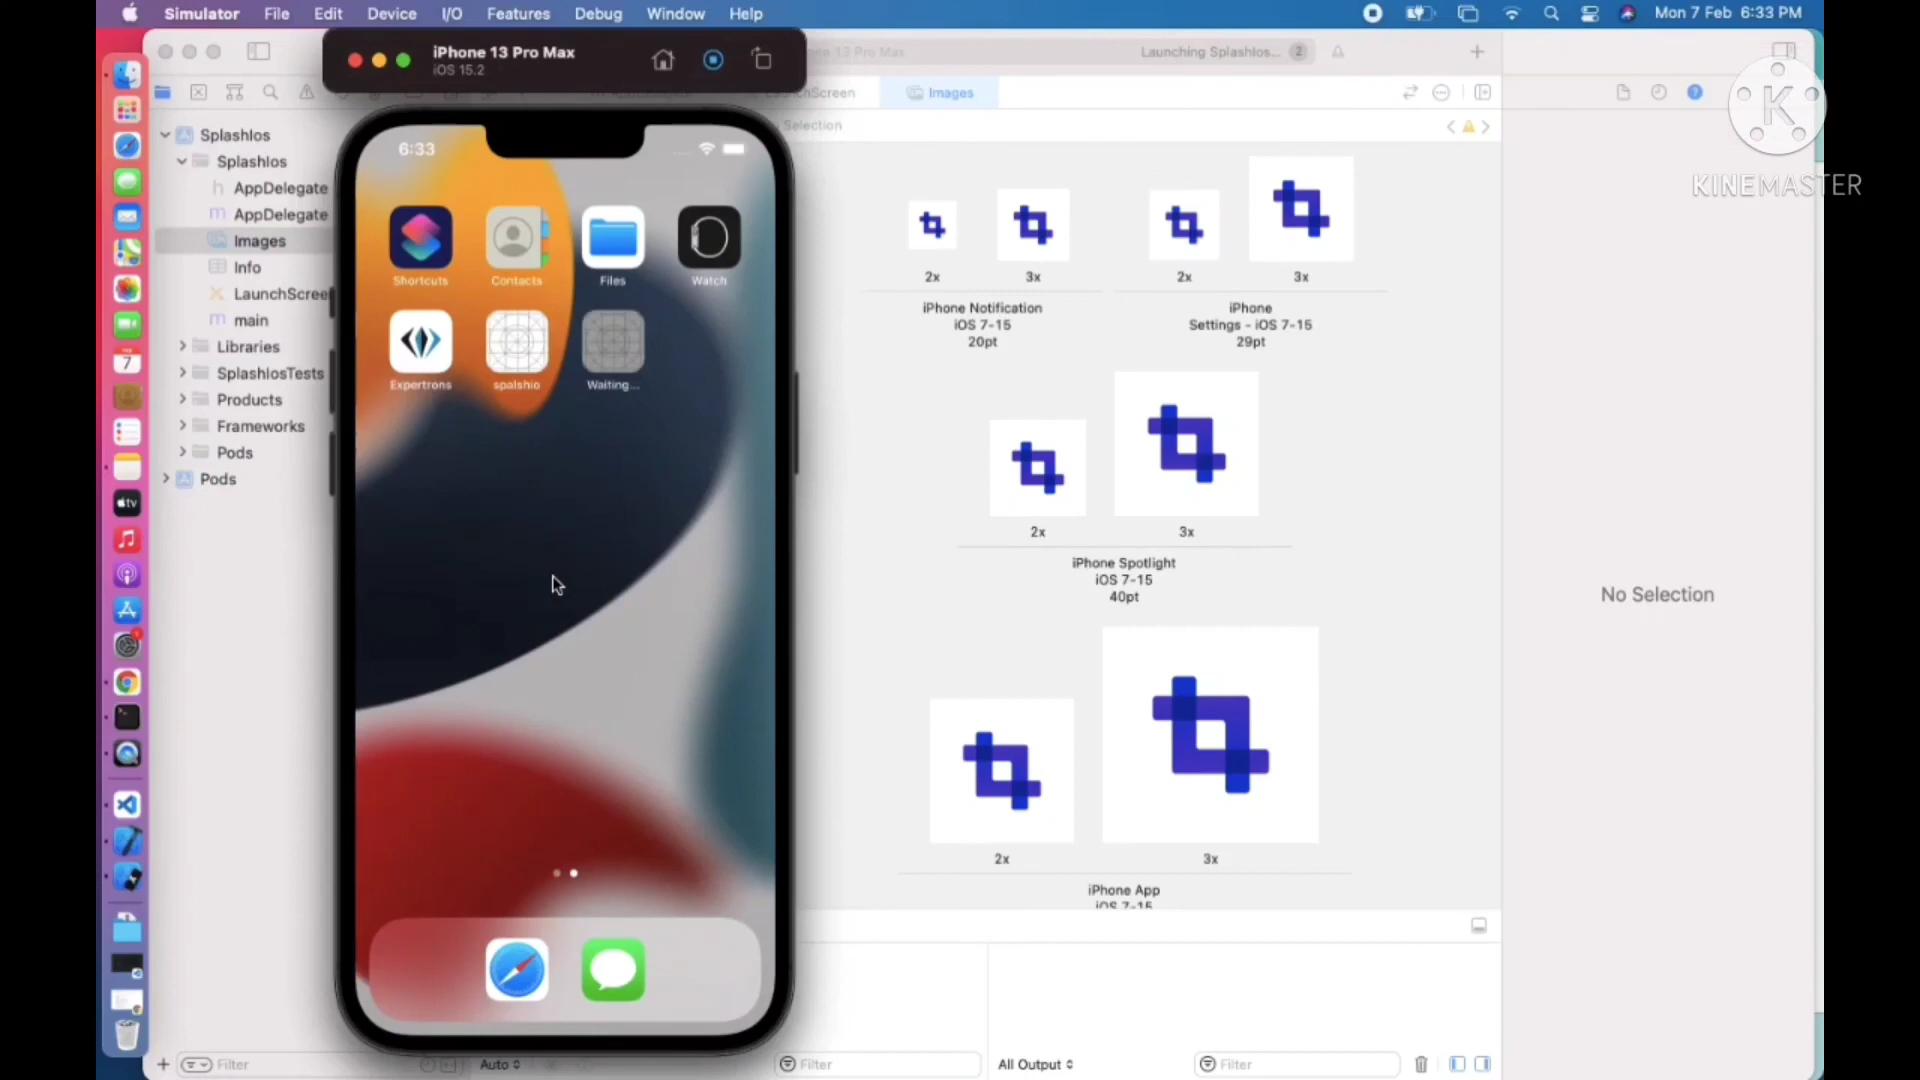 Simulator File Edit Device I/O Features Debug Window Help Mon 7 Feb 6:33 PM
iPhone 13 Pro Max
iOS 15.2
Launching SplashIos... 2
Images
Selection
KINEMASTER
K
SplashIos
SplashIos
AppDelegate
AppDelegate
Images
Info
LaunchScree
main
Libraries
SplashIosTests
Products
Frameworks
Pods
Pods
6:33
Shortcuts Contacts Files Watch
Expertrons spalshio Waiting...
2x 3x 2x 3x
iPhone Notification
iOS 7-15
20pt
iPhone
Settings - iOS 7-15
29pt
2x 3x
iPhone Spotlight
iOS 7-15
40pt
2x 3x
iPhone App
iOS 7-15
No Selection
Filter Auto Filter All Output Filter